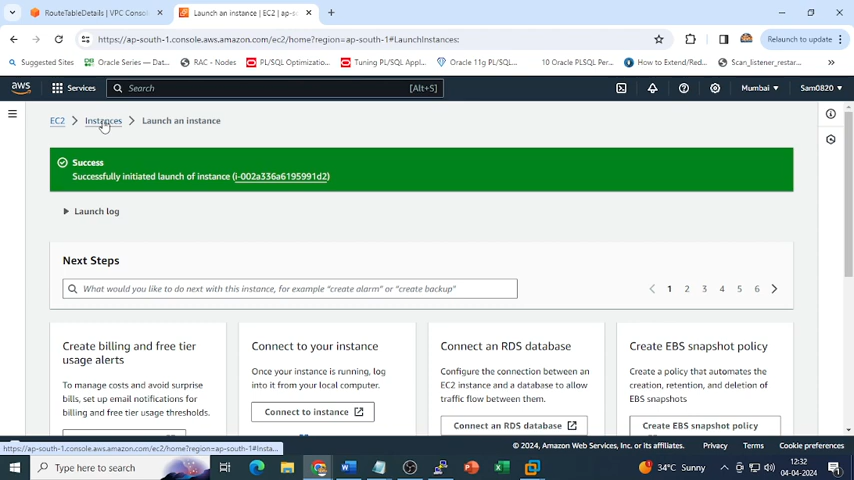 RouteTableDetails | VPC Consol
Launch an instance | EC2 | ap-s
https://ap-south-1.console.aws.amazon.com/ec2/home?region=ap-south-1#LaunchInstances:
Relaunch to update
Suggested Sites
Oracle Series — Dat...
RAC - Nodes
PL/SQL Optimizatio...
Tuning PL/SQL Appl...
Oracle 11g PL/SQL/...
10 Oracle PLSQL Per...
How to Extend/Red...
Scan_listener_restar...
aws
Services
Search
[Alt+S]
Mumbai
Sam0820
EC2
Instances
Launch an instance
Success
Successfully initiated launch of instance (i-002a336a6195991d2)
Launch log
Next Steps
What would you like to do next with this instance, for example "create alarm" or "create backup"
1 2 3 4 5 6
Create billing and free tier
usage alerts
To manage costs and avoid surprise
bills, set up email notifications for
billing and free tier usage thresholds.
Connect to your instance
Once your instance is running, log
into it from your local computer.
Connect to instance
Connect an RDS database
Configure the connection between an
EC2 instance and a database to allow
traffic flow between them.
Connect an RDS database
Create EBS snapshot policy
Create a policy that automates the
creation, retention, and deletion of
EBS snapshots
Create EBS snapshot policy
https://ap-south-1.console.aws.amazon.com/ec2/home?region=ap-south-1#Insta...
© 2024, Amazon Web Services, Inc. or its affiliates.
Privacy
Terms
Cookie preferences
Type here to search
34°C Sunny
12:32
04-04-2024